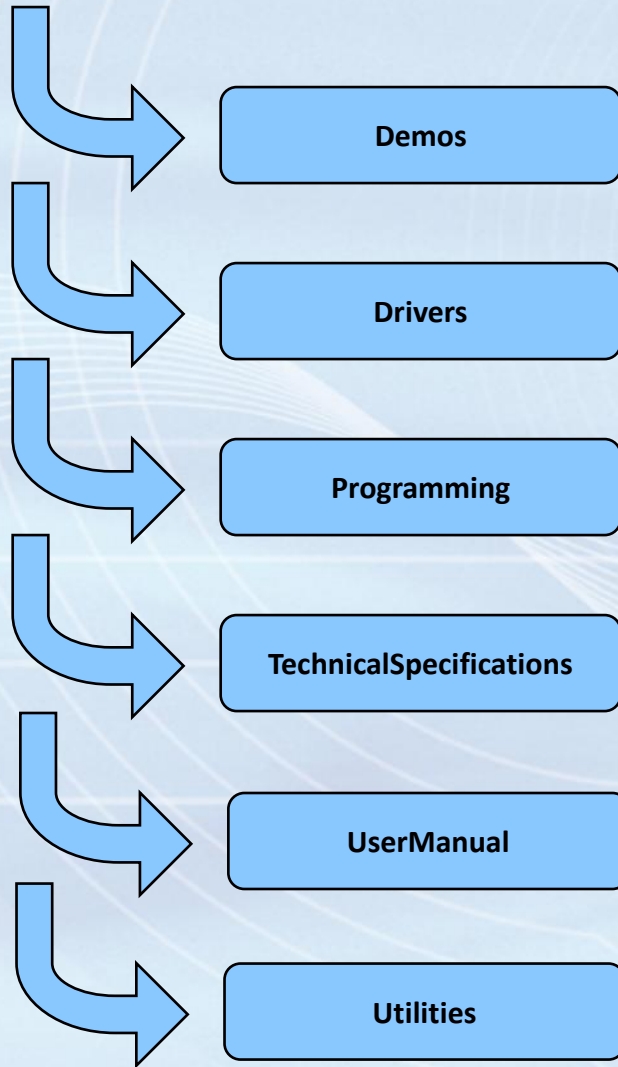 Demos
Drivers
Programming
TechnicalSpecifications
UserManual
Utilities